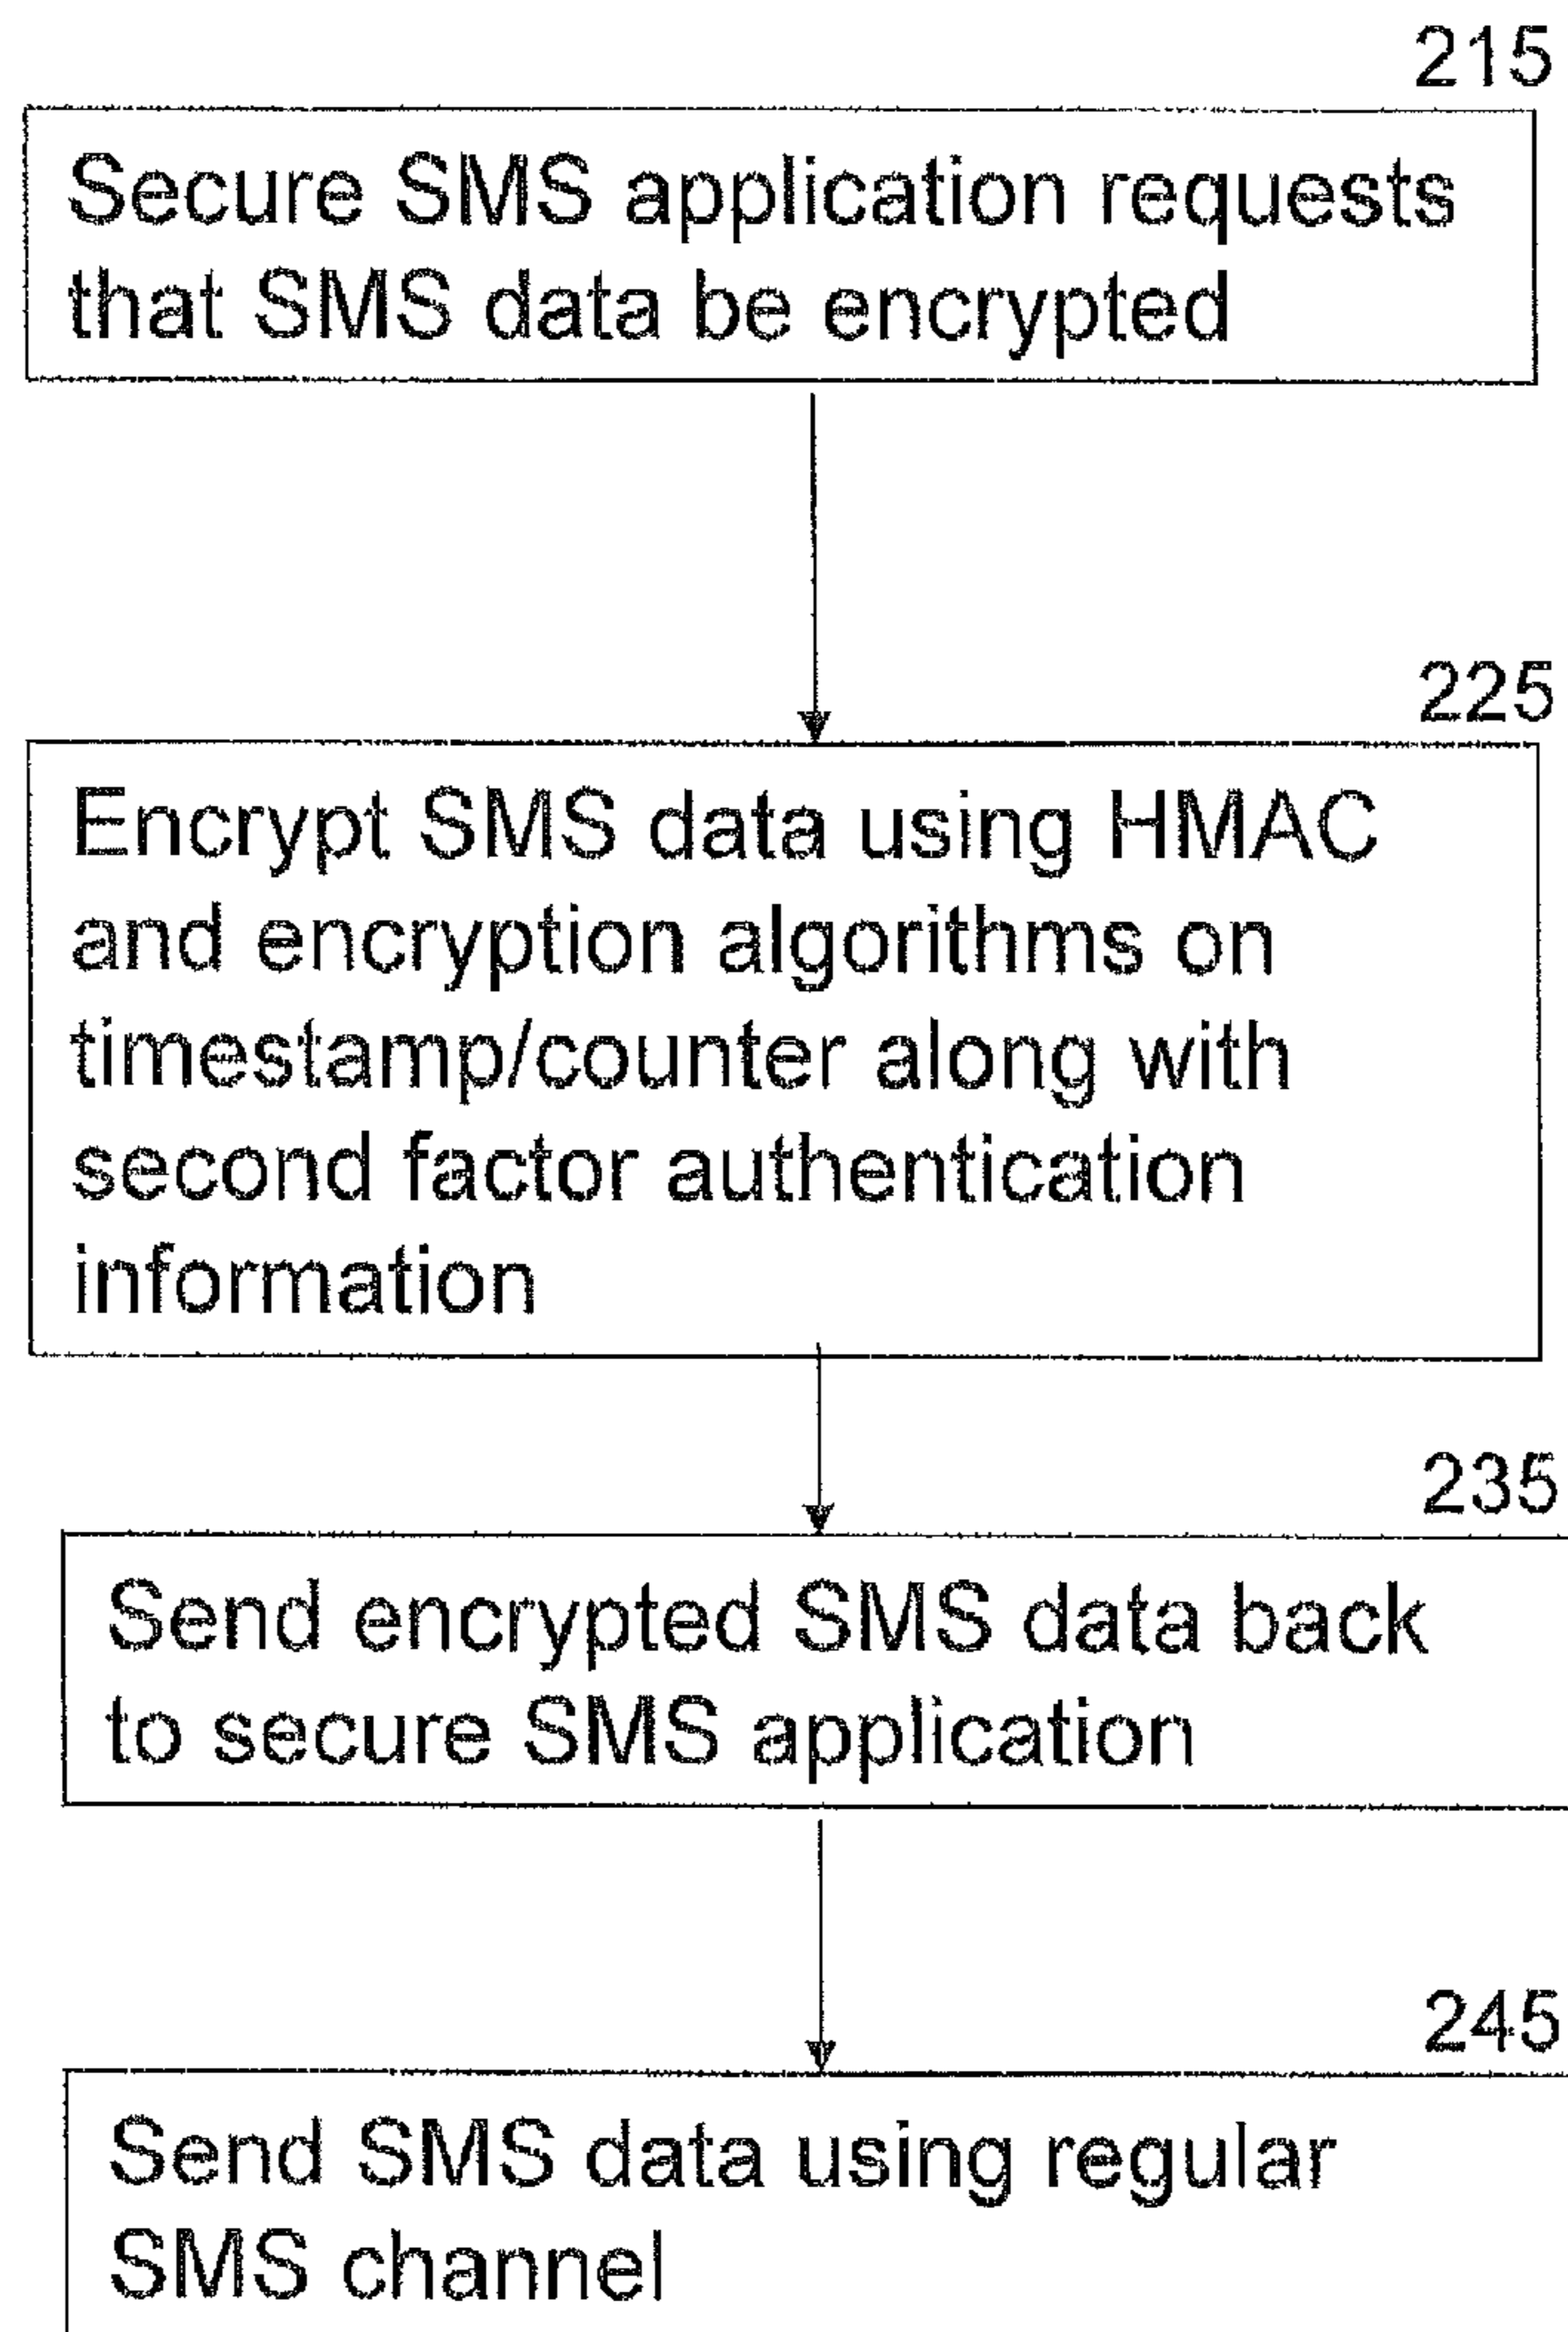 215
Secure SMS application requests
that SMS data be encrypted
225
Encrypt SMS data using HMAC
and encryption algorithms on
timestamp/counter along with
second factor authentication
information
235
Send encrypted SMS data back
to secure SMS application
245
Send SMS data using regular
SMS channel